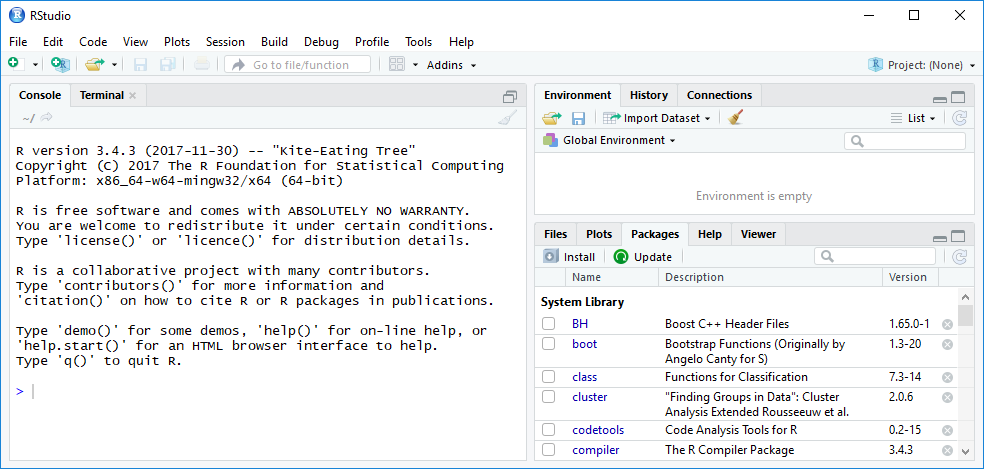 RStudio
File Edit Code View Plots Session Build Debug Profile Tools Help
Go to file/function Addins Project: (None)
Console Terminal
~/
R version 3.4.3 (2017-11-30) -- "Kite-Eating Tree"
Copyright (C) 2017 The R Foundation for Statistical Computing
Platform: x86_64-w64-mingw32/x64 (64-bit)
R is free software and comes with ABSOLUTELY NO WARRANTY.
You are welcome to redistribute it under certain conditions.
Type 'license()' or 'licence()' for distribution details.
R is a collaborative project with many contributors.
Type 'contributors()' for more information and
'citation()' on how to cite R or R packages in publications.
Type 'demo()' for some demos, 'help()' for on-line help, or
'help.start()' for an HTML browser interface to help.
Type 'q()' to quit R.
>
Environment History Connections
Import Dataset List
Global Environment
Environment is empty
Files Plots Packages Help Viewer
Install Update
Name Description Version
System Library
BH Boost C++ Header Files 1.65.0-1
boot Bootstrap Functions (Originally by 1.3-20
Angelo Canty for S)
class Functions for Classification 7.3-14
cluster "Finding Groups in Data": Cluster 2.0.6
Analysis Extended Rousseeuw et al.
codetools Code Analysis Tools for R 0.2-15
compiler The R Compiler Package 3.4.3